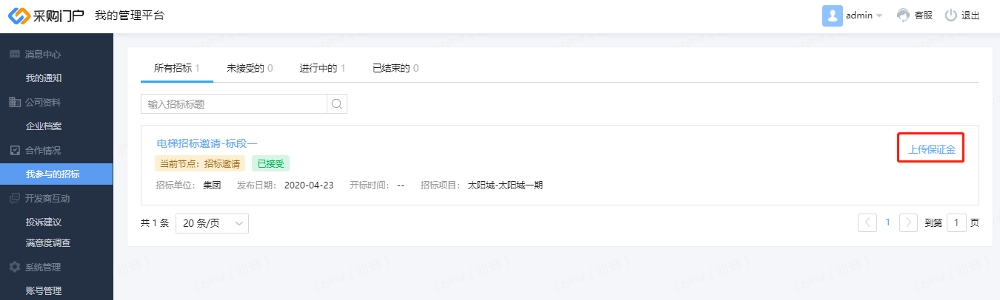 采购门户 我的管理平台 admin 客服 退出
消息中心
我的通知
公司资料
企业档案
合作情况
我参与的招标
开发商互动
投诉建议
满意度调查
系统管理
账号管理
所有招标 1 未接受的 0 进行中的 1 已结束的 0
输入招标标题
电梯招标邀请-标段一
上传保证金
当前节点：招标邀请 已接受
招标单位： 集团 发布日期： 2020-04-23 开标时间： -- 招标项目： 太阳城-太阳城一期
共 1 条 20 条/页 1 到第 1 页